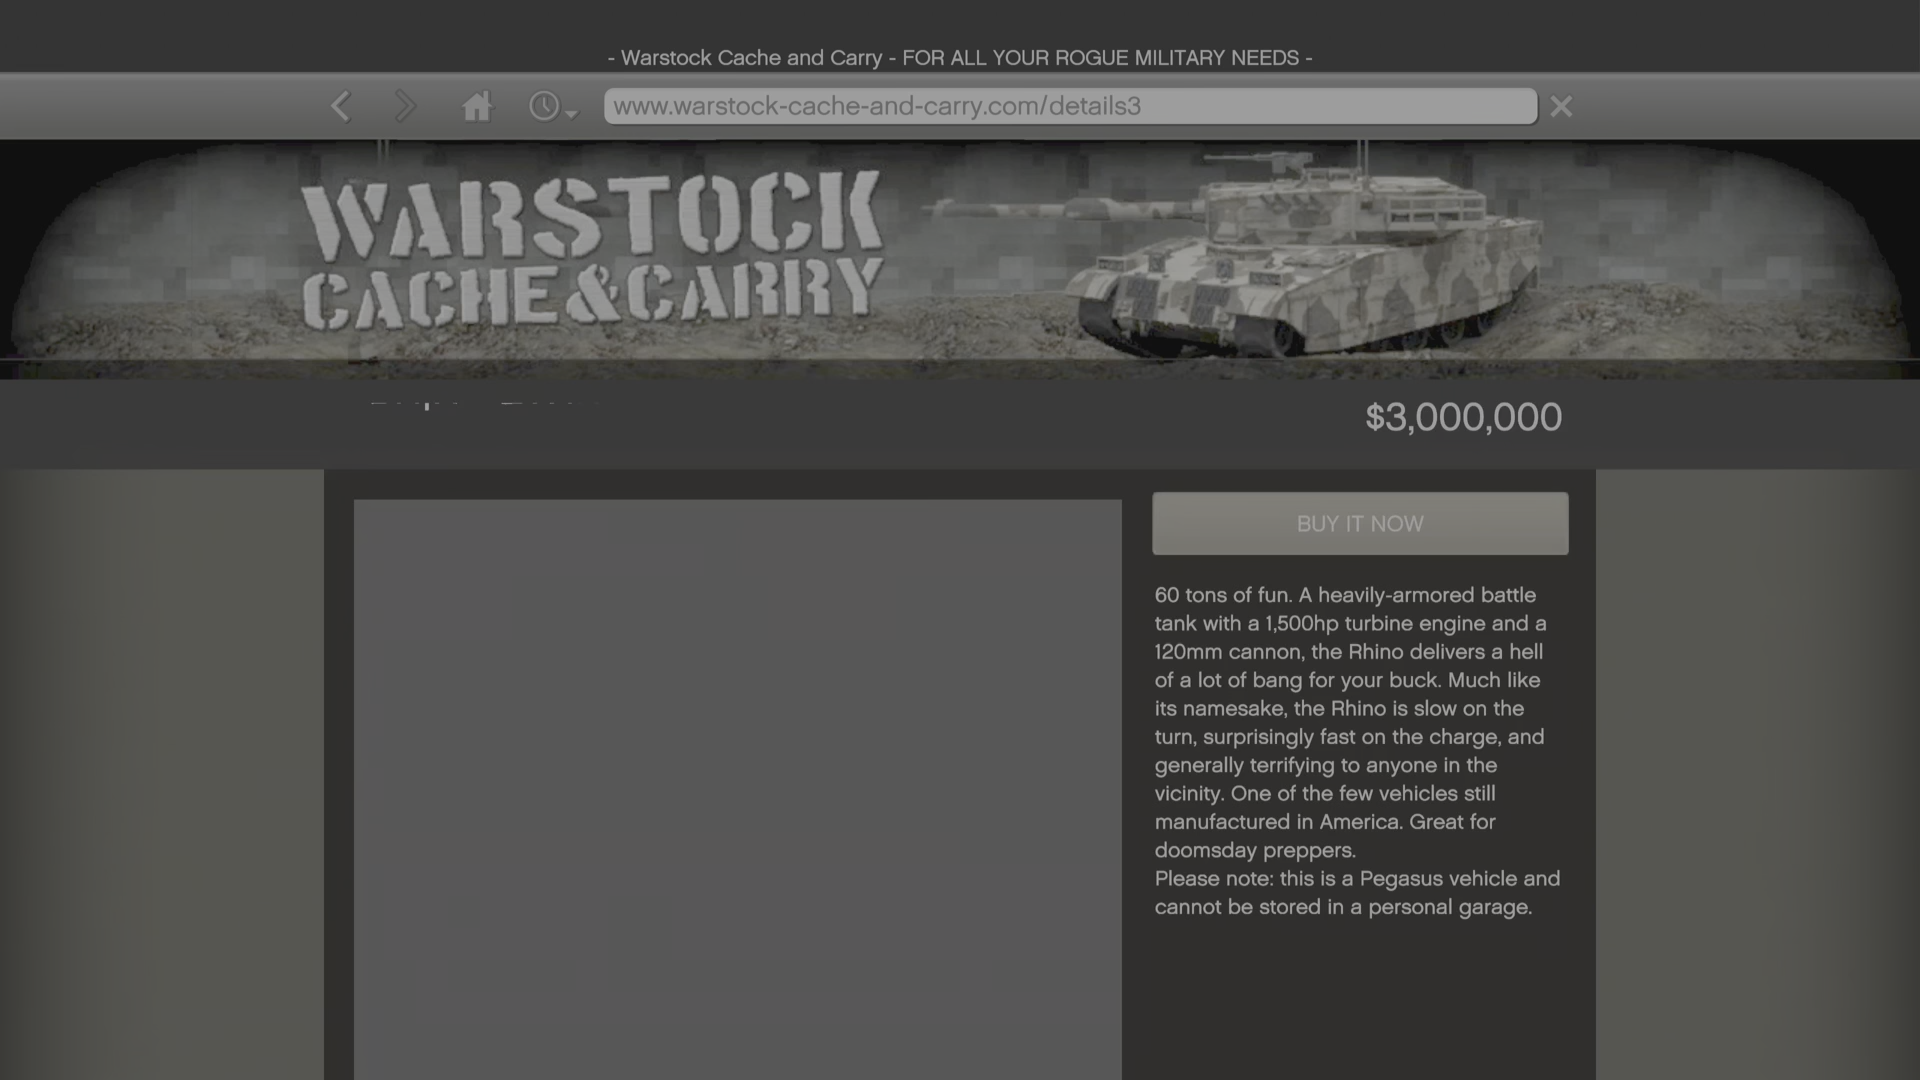 - Warstock Cache and Carry - FOR ALL YOUR ROGUE MILITARY NEEDS -
www.warstock-cache-and-carry.com/details3
WARSTOCK
CACHE&CARRY
$3,000,000
BUY IT NOW
60 tons of fun. A heavily-armored battle
tank with a 1,500hp turbine engine and a
120mm cannon, the Rhino delivers a hell
of a lot of bang for your buck. Much like
its namesake, the Rhino is slow on the
turn, surprisingly fast on the charge, and
generally terrifying to anyone in the
vicinity. One of the few vehicles still
manufactured in America. Great for
doomsday preppers.
Please note: this is a Pegasus vehicle and
cannot be stored in a personal garage.